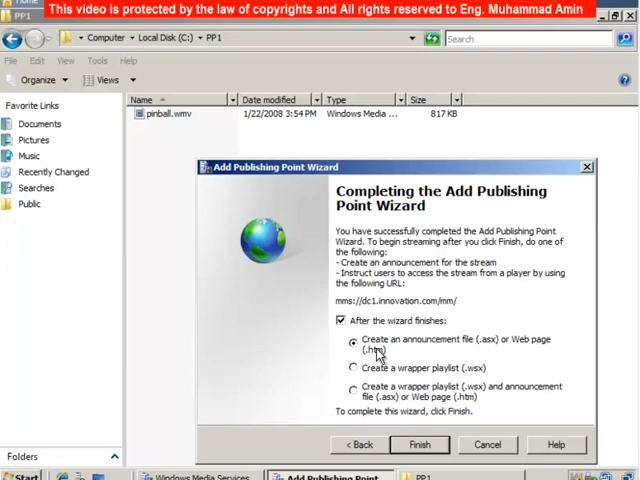 Home
This video is protected by the law of copyrights and All rights reserved to Eng. Muhammad Amin
PP1
Computer Local Disk (C:) PP1
Search
File Edit View Tools Help
Organize Views
Favorite Links
Documents
Pictures
Music
Recently Changed
Searches
Public
Folders
Name Date modified Type Size
pinball.wmv 1/22/2008 3:54 PM Windows Media ... 817 KB
Add Publishing Point Wizard
Completing the Add Publishing
Point Wizard
You have successfully completed the Add Publishing Point
Wizard. To begin streaming after you click Finish, do one of
the following:
- Create an announcement for the stream
- Instruct users to access the stream from a player by using
the following URL:
mms://dc1.innovation.com/mm/
After the wizard finishes:
Create an announcement file (.asx) or Web page
(.htm)
Create a wrapper playlist (.wsx)
Create a wrapper playlist (.wsx) and announcement
file (.asx) or Web page (.htm)
To complete this wizard, click Finish.
< Back Finish Cancel Help
Start Windows Media Services Add Publishing Point PP1